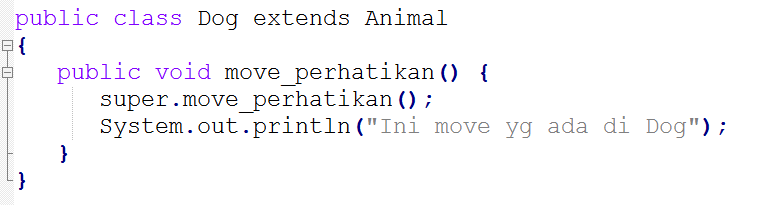 public class Dog extends Animal
{
public void move_perhatikan() {
super.move_perhatikan();
System.out.println("Ini move yg ada di Dog");
}
}